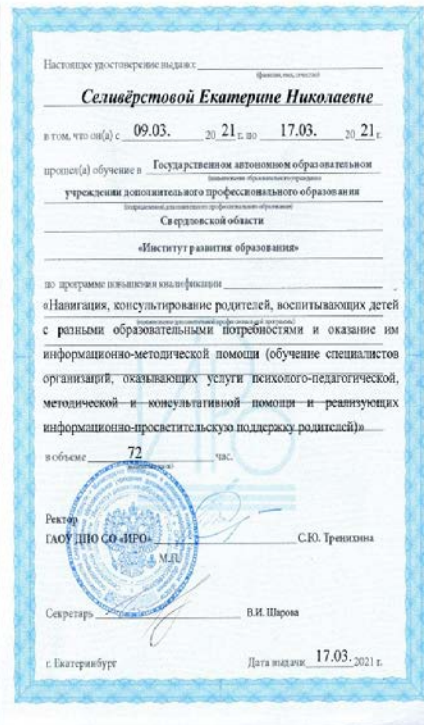 Настоящее удостоверение выдано:
(фамилия, имя, отчество)
Селивёрстовой Екатерине Николаевне
в том, что он(а) с 09.03. 20 21 г. по 17.03. 20 21 г.
прошел(а) обучение в Государственном автономном образовательном
учреждении дополнительного профессионального образования
Свердловской области
«Институт развития образования»
по программе повышения квалификации
«Навигация, консультирование родителей, воспитывающих детей
с разными образовательными потребностями и оказание им
информационно-методической помощи (обучение специалистов
организаций, оказывающих услуги психолого-педагогической,
методической и консультативной помощи и реализующих
информационно-просветительскую поддержку родителей)»
в объеме 72 час.
Ректор
ГАОУ ДПО СО «ИРО» С.Ю. Тренихина
М.П.
Секретарь В.И. Шарова
г. Екатеринбург Дата выдачи 17.03. 2021 г.